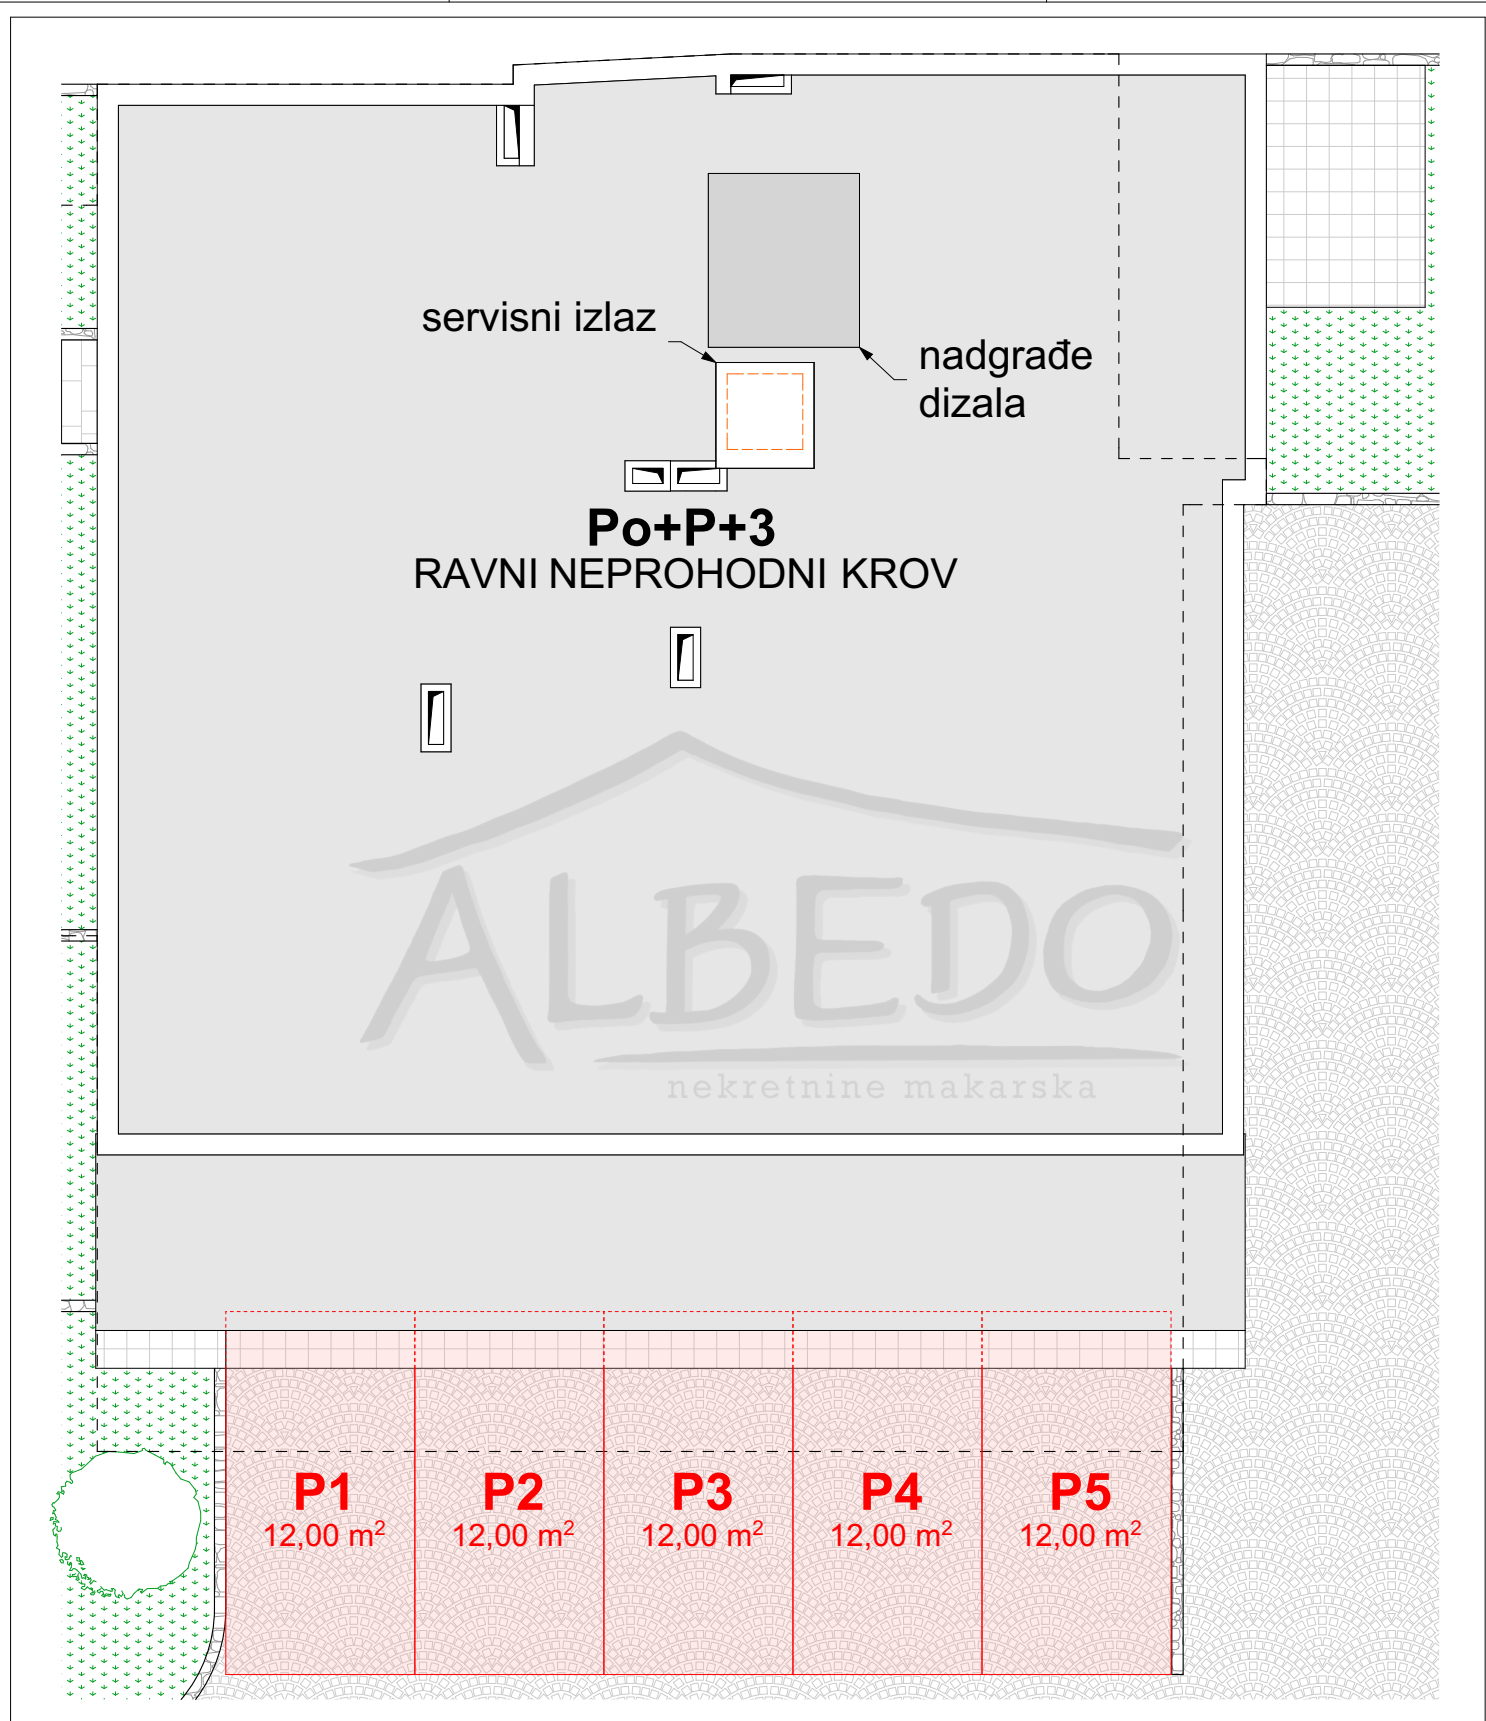 servisni izlaz
nadgrađe
dizala
Po+P+3
RAVNI NEPROHODNI KROV
ALBEDO
nekretnine makarska
P1
12,00 m²
P2
12,00 m²
P3
12,00 m²
P4
12,00 m²
P5
12,00 m²